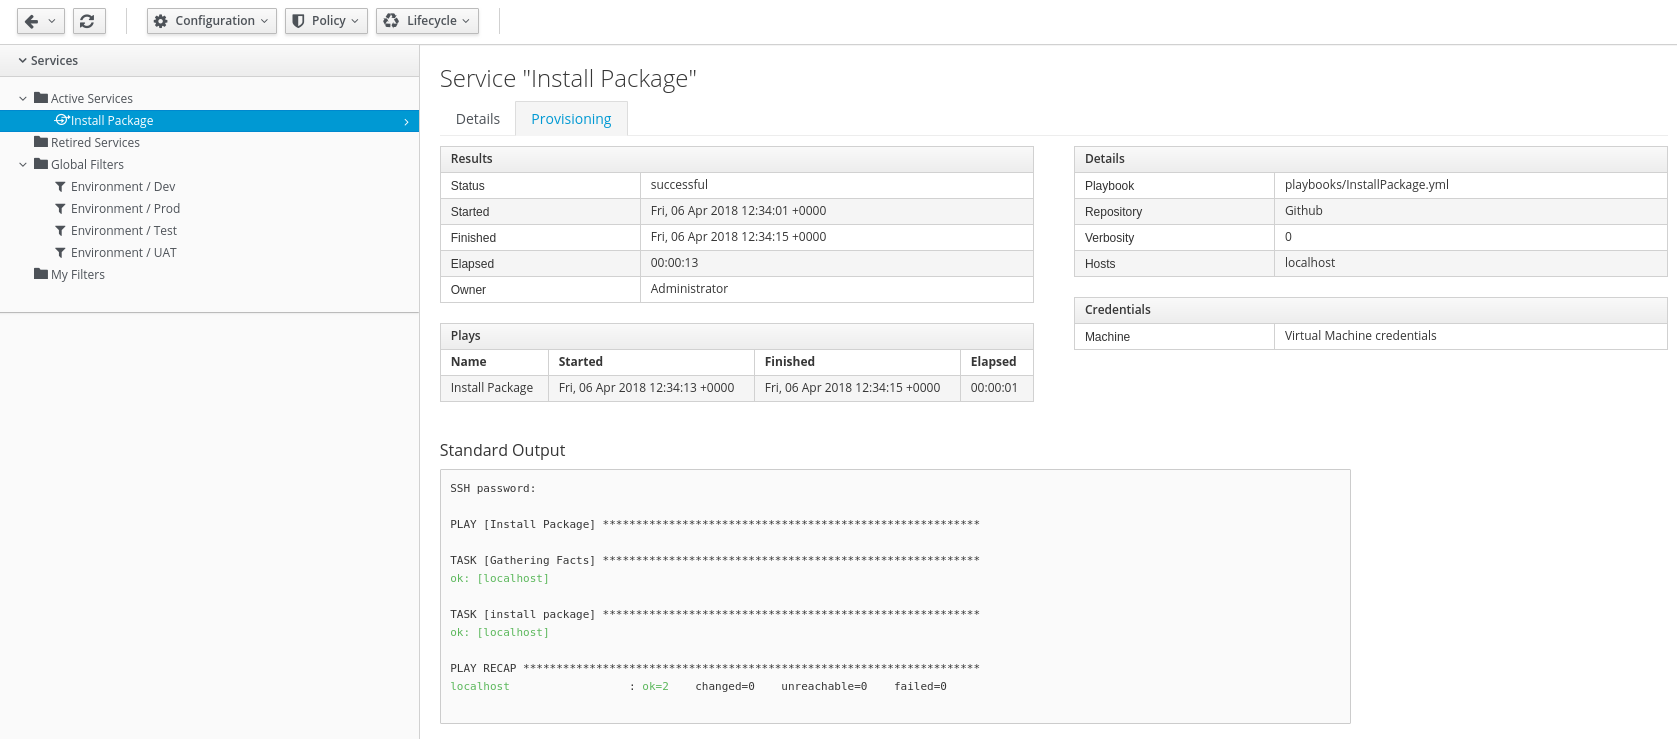 Configuration Policy Lifecycle
Services
Active Services
Install Package
Retired Services
Global Filters
Environment / Dev
Environment / Prod
Environment / Test
Environment / UAT
My Filters
Service "Install Package"
Details Provisioning
Results
Status successful
Started Fri, 06 Apr 2018 12:34:01 +0000
Finished Fri, 06 Apr 2018 12:34:15 +0000
Elapsed 00:00:13
Owner Administrator
Plays
Name Started Finished Elapsed
Install Package Fri, 06 Apr 2018 12:34:13 +0000 Fri, 06 Apr 2018 12:34:15 +0000 00:00:01
Details
Playbook playbooks/InstallPackage.yml
Repository Github
Verbosity 0
Hosts localhost
Credentials
Machine Virtual Machine credentials
Standard Output
SSH password:
PLAY [Install Package] *********************************************************
TASK [Gathering Facts] *********************************************************
ok: [localhost]
TASK [install package] *********************************************************
ok: [localhost]
PLAY RECAP *********************************************************************
localhost : ok=2 changed=0 unreachable=0 failed=0